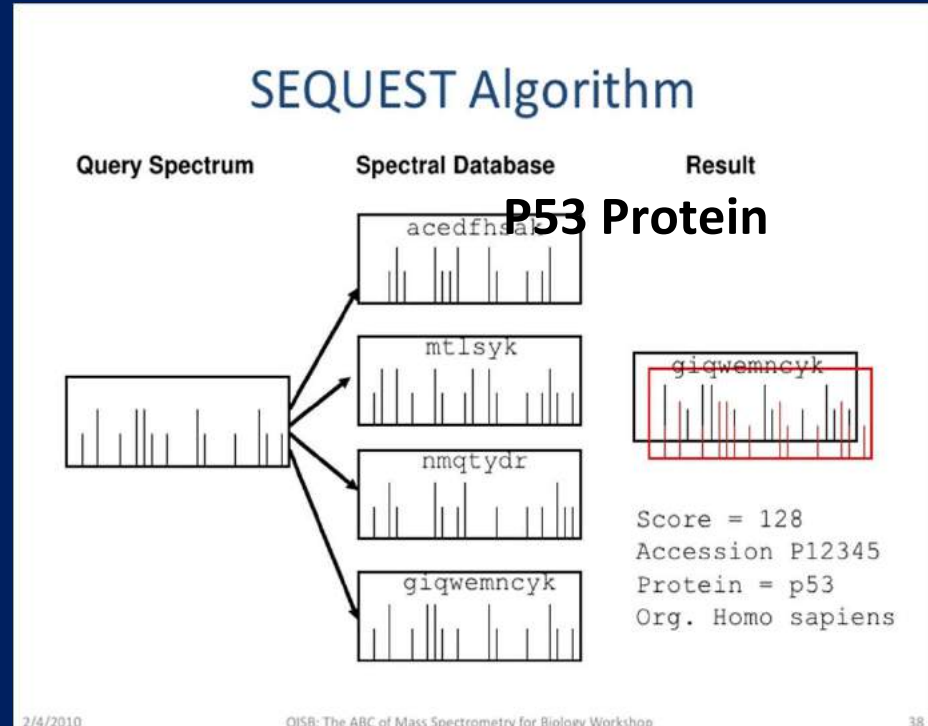 SEQUEST Algorithm
Query Spectrum
Spectral Database
Result
P53 Protein
acedfhsak
mtlsyk
nmqtydr
giqwemncyk
giqwemncyk
Score = 128
Accession P12345
Protein = p53
Org. Homo sapiens
2/4/2010
OISB: The ABC of Mass Spectrometry for Biology Workshop
38